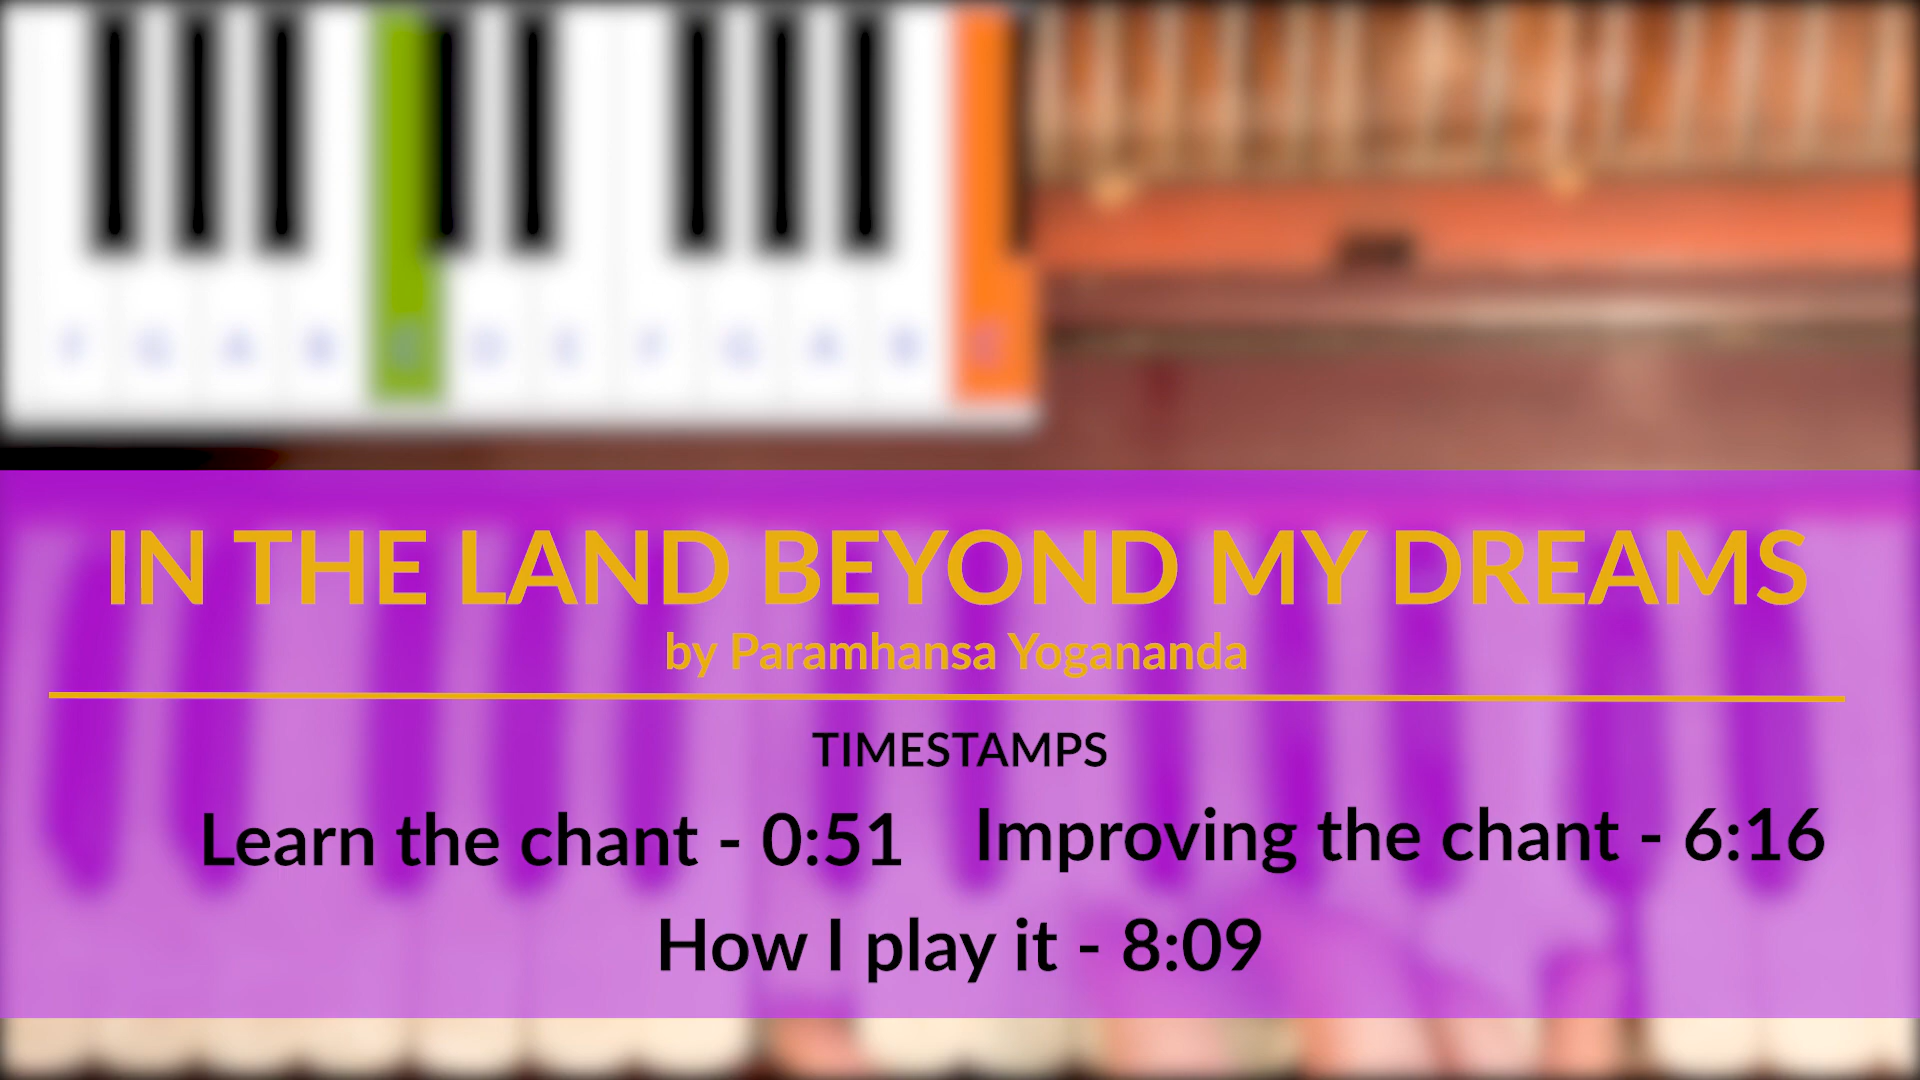 F G A B C D E F G A B C
IN THE LAND BEYOND MY DREAMS
by Paramhansa Yogananda
TIMESTAMPS
Learn the chant - 0:51 Improving the chant - 6:16
How I play it - 8:09